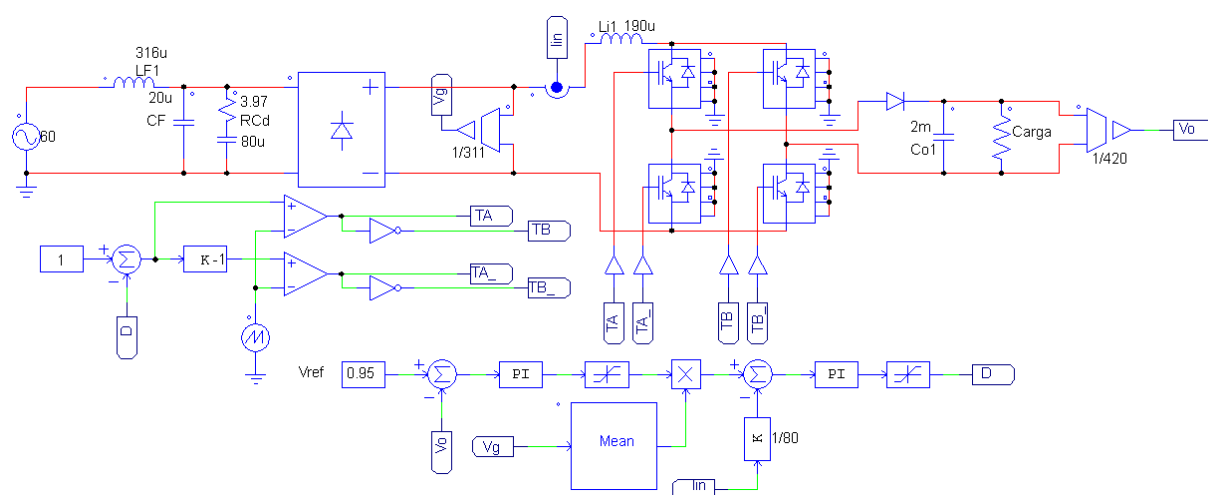 316u
LF1
20u
CF
3.97
RCd
80u
60
+
−
Vg
1/311
Iin
Li1 190u
2m
Co1
Carga
1/420
Vo
1
+
Σ
−
D
K -1
+
−
+
−
TA
TB
TA_
TB_
TA
TA_
TB
TB_
Vref
0.95
+
Σ
−
Vo
PI
Vg
Mean
X
+
Σ
−
K
1/80
Iin
PI
D